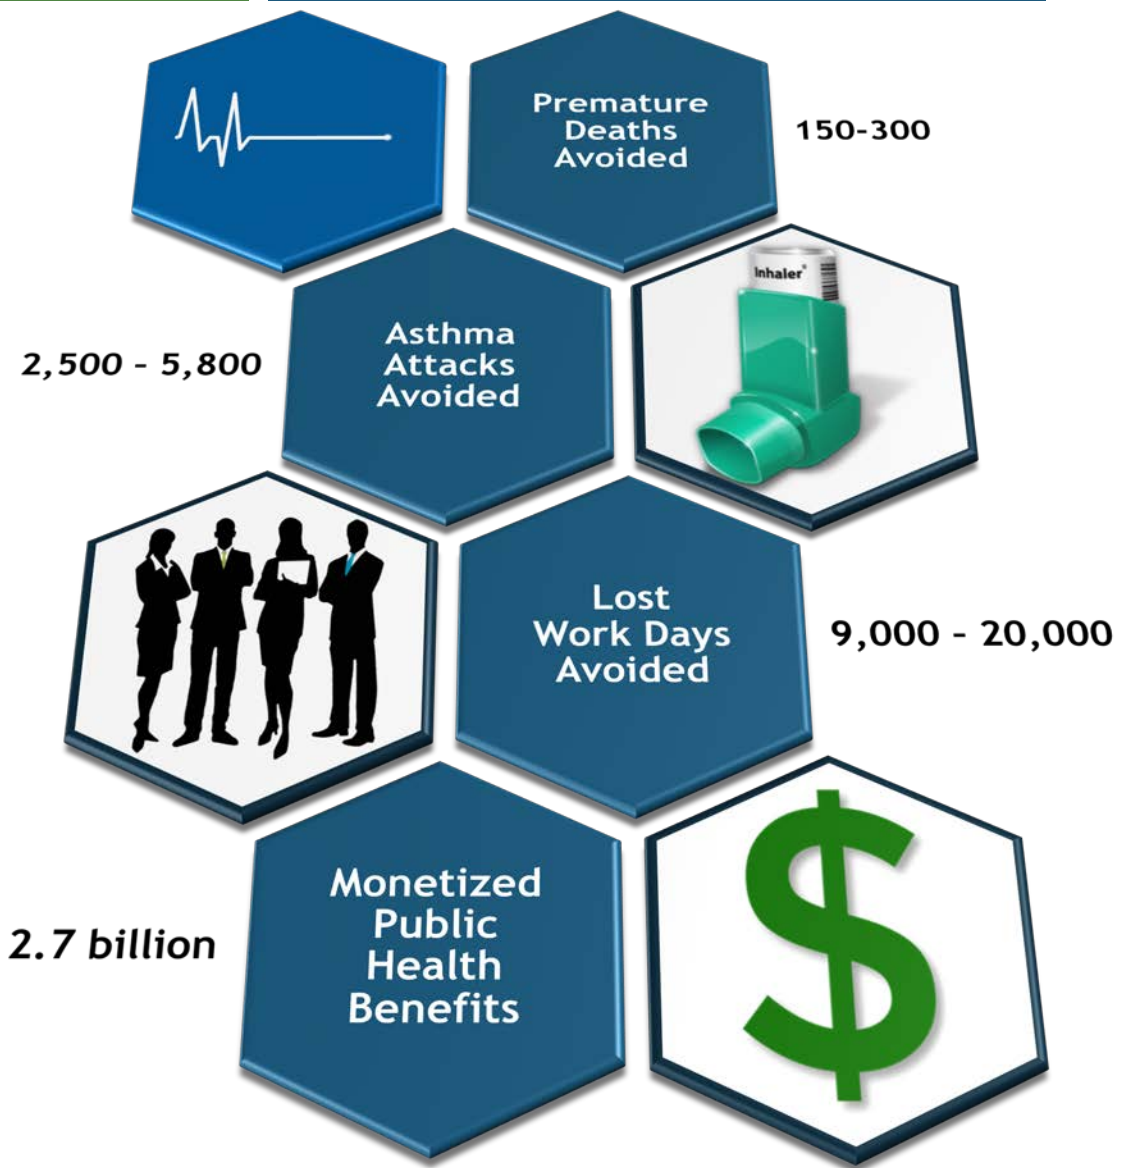 Premature
Deaths
Avoided
150-300
Inhaler®
Asthma
Attacks
Avoided
2,500 - 5,800
Lost
Work Days
Avoided
9,000 - 20,000
Monetized
Public
Health
Benefits
2.7 billion
$